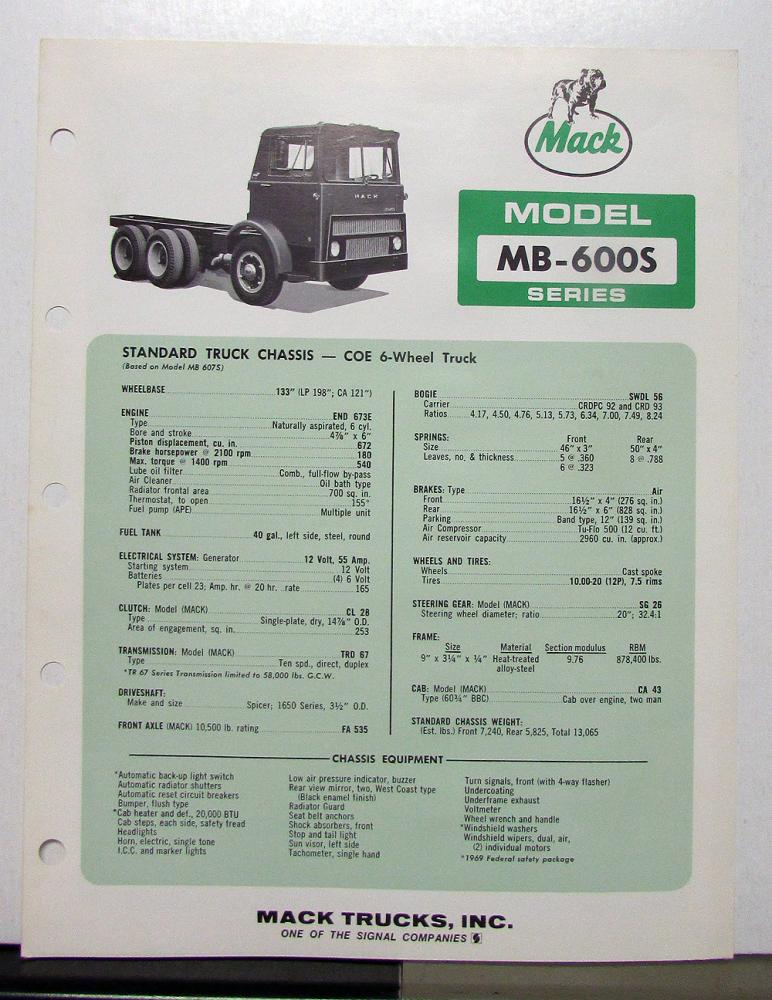 Mack
MACK
MODEL
MB-600S
SERIES
STANDARD TRUCK CHASSIS — COE 6-Wheel Truck
(Based on Model MB 607S)
WHEELBASE 133" (LP 198"; CA 121")
ENGINE END 673E
Type Naturally aspirated, 6 cyl.
Bore and stroke 4⅞" x 6"
Piston displacement, cu. in. 672
Brake horsepower @ 2100 rpm 180
Max. torque @ 1400 rpm 540
Lube oil filter Comb., full-flow by-pass
Air Cleaner Oil bath type
Radiator frontal area 700 sq. in.
Thermostat, to open 155°
Fuel pump (APE) Multiple unit
FUEL TANK 40 gal., left side, steel, round
ELECTRICAL SYSTEM: Generator 12 Volt, 55 Amp.
Starting system 12 Volt
Batteries (4) 6 Volt
Plates per cell 23; Amp. hr. @ 20 hr. rate 165
CLUTCH: Model (MACK) CL 28
Type Single-plate, dry, 14⅞" O.D.
Area of engagement, sq. in. 253
TRANSMISSION: Model (MACK) TRD 67
Type Ten spd., direct, duplex
*TR 67 Series Transmission limited to 58,000 lbs. G.C.W.
DRIVESHAFT:
Make and size Spicer; 1650 Series, 3½" O.D.
FRONT AXLE (MACK) 10,500 lb. rating FA 535
BOGIE SWDL 56
Carrier CRDPC 92 and CRD 93
Ratios 4.17, 4.50, 4.76, 5.13, 5.73, 6.34, 7.00, 7.49, 8.24
SPRINGS: Front Rear
Size 46" x 3" 50" x 4"
Leaves, no. & thickness 5 @ .360 8 @ .788
6 @ .323
BRAKES: Type Air
Front 16½" x 4" (276 sq. in.)
Rear 16½" x 6" (828 sq. in.)
Parking Band type, 12" (139 sq. in.)
Air Compressor Tu-Flo 500 (12 cu. ft.)
Air reservoir capacity 2960 cu. in. (approx.)
WHEELS AND TIRES:
Wheels Cast spoke
Tires 10.00-20 (12P), 7.5 rims
STEERING GEAR: Model (MACK) SG 26
Steering wheel diameter; ratio 20"; 32.4:1
FRAME:
Size Material Section modulus RBM
9" x 3¼" x ¼" Heat-treated 9.76 878,400 lbs.
alloy-steel
CAB: Model (MACK) CA 43
Type (60¾" BBC) Cab over engine, two man
STANDARD CHASSIS WEIGHT:
(Est. lbs.) Front 7,240, Rear 5,825, Total 13,065
CHASSIS EQUIPMENT
*Automatic back-up light switch
Automatic radiator shutters
Automatic reset circuit breakers
Bumper, flush type
*Cab heater and def., 20,000 BTU
Cab steps, each side, safety tread
Headlights
Horn, electric, single tone
I.C.C. and marker lights
Low air pressure indicator, buzzer
Rear view mirror, two, West Coast type
(Black enamel finish)
Radiator Guard
Seat belt anchors
Shock absorbers, front
Stop and tail light
Sun visor, left side
Tachometer, single hand
Turn signals, front (with 4-way flasher)
Undercoating
Underframe exhaust
Voltmeter
Wheel wrench and handle
*Windshield washers
Windshield wipers, dual, air,
(2) individual motors
*1969 Federal safety package
MACK TRUCKS, INC.
ONE OF THE SIGNAL COMPANIES